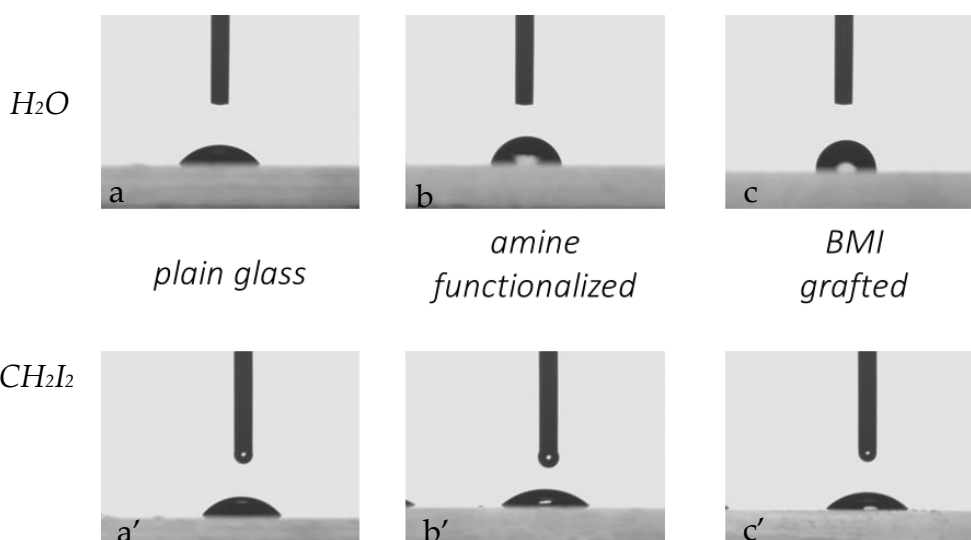 H2O
a
b
c
plain glass
amine
functionalized
BMI
grafted
CH2I2
a′
b′
c′